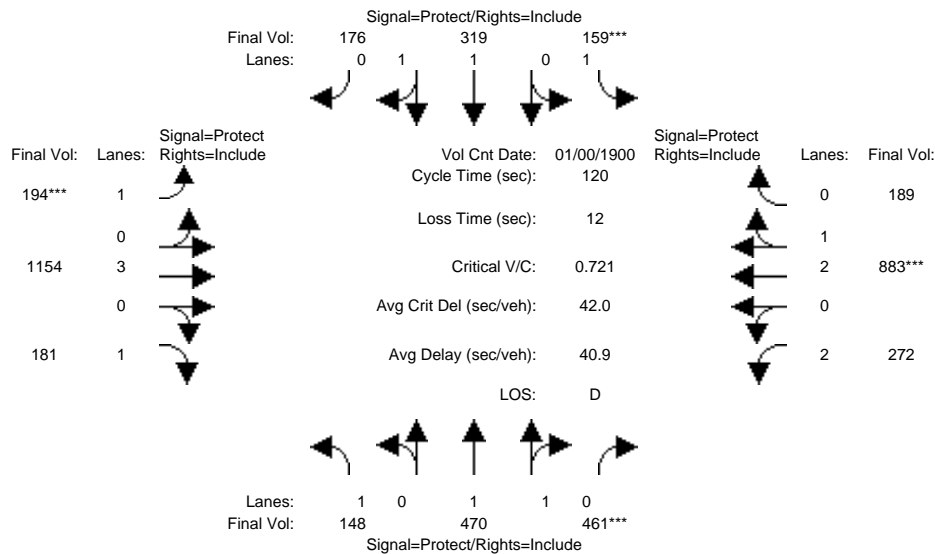 Signal=Protect/Rights=Include
Final Vol: 176 319 159***
Lanes: 0 1 1 0 1
Signal=Protect
Final Vol: Lanes: Rights=Include
Vol Cnt Date: 01/00/1900
Signal=Protect
Rights=Include Lanes: Final Vol:
Cycle Time (sec): 120
194*** 1
0 189
Loss Time (sec): 12
0
1
1154 3
Critical V/C: 0.721
2 883***
0
Avg Crit Del (sec/veh): 42.0
0
181 1
Avg Delay (sec/veh): 40.9
2 272
LOS: D
Lanes: 1 0 1 1 0
Final Vol: 148 470 461***
Signal=Protect/Rights=Include